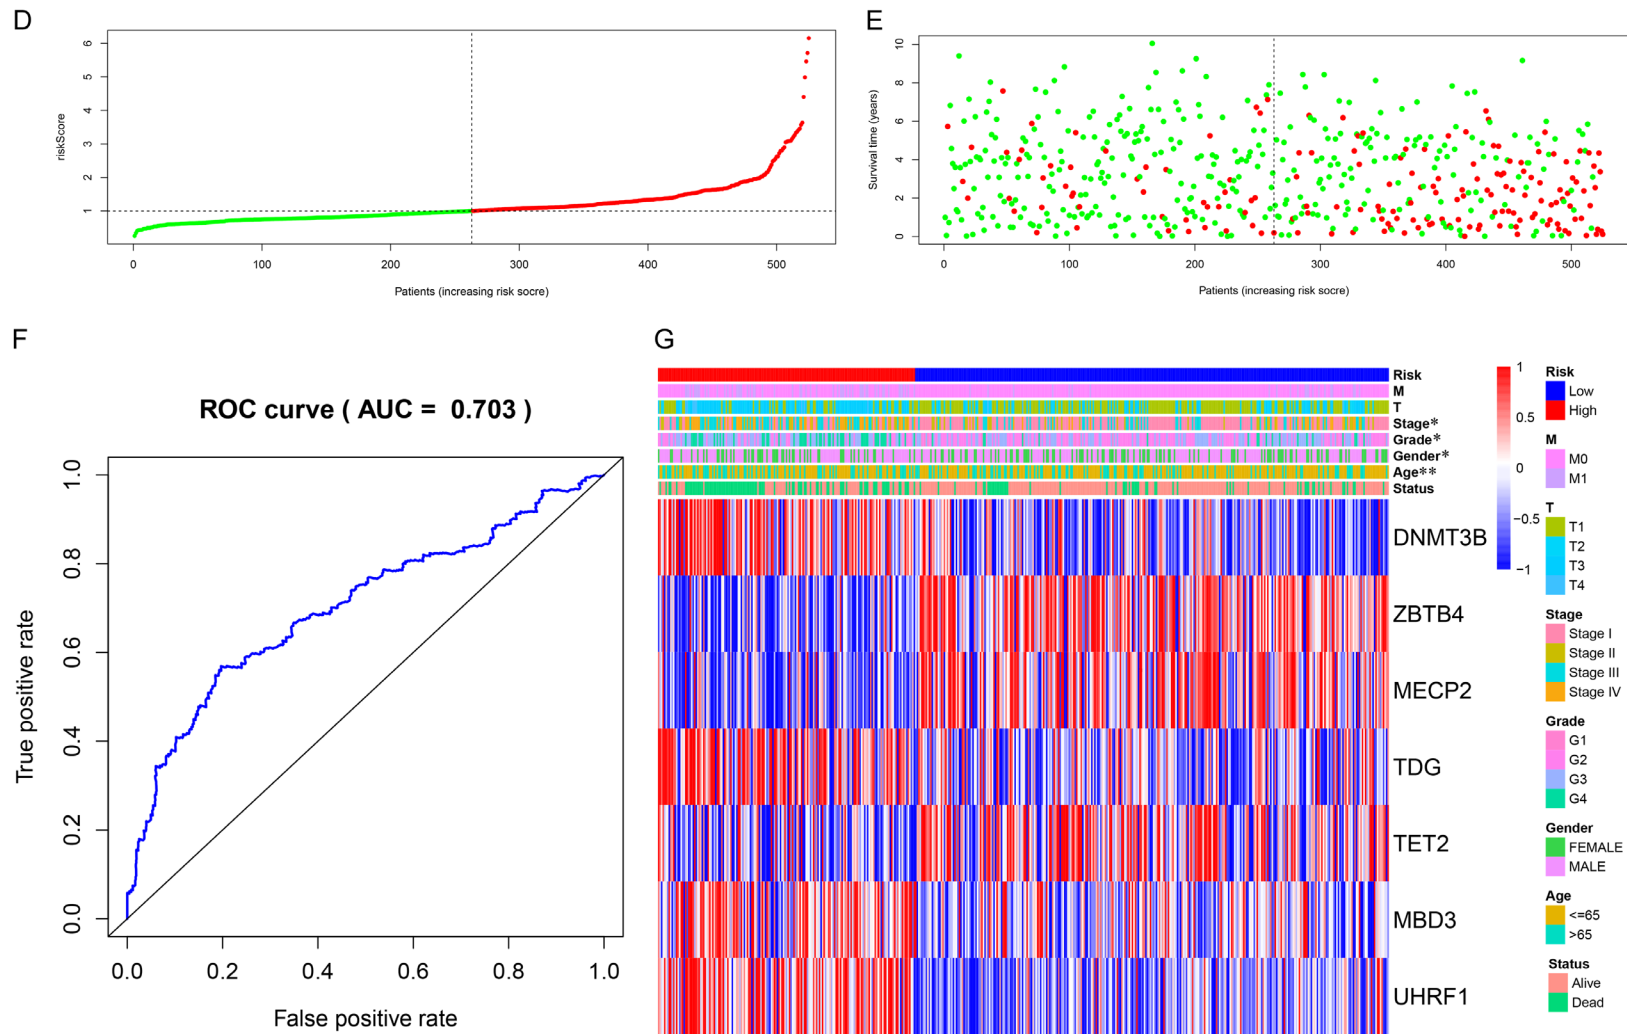 D
6
5
4
3
2
1
riskScore
0 100 200 300 400 500
Patients (increasing risk socre)
E
10
8
6
4
2
0
Survival time (years)
0 100 200 300 400 500
Patients (increasing risk socre)
F
ROC curve ( AUC = 0.703 )
1.0
0.8
0.6
0.4
0.2
0.0
True positive rate
0.0 0.2 0.4 0.6 0.8 1.0
False positive rate
G
Risk
M
T
Stage*
Grade*
Gender*
Age**
Status
DNMT3B
ZBTB4
MECP2
TDG
TET2
MBD3
UHRF1
1
0.5
0
−0.5
−1
Risk
Low
High
M
M0
M1
T
T1
T2
T3
T4
Stage
Stage I
Stage II
Stage III
Stage IV
Grade
G1
G2
G3
G4
Gender
FEMALE
MALE
Age
<=65
>65
Status
Alive
Dead